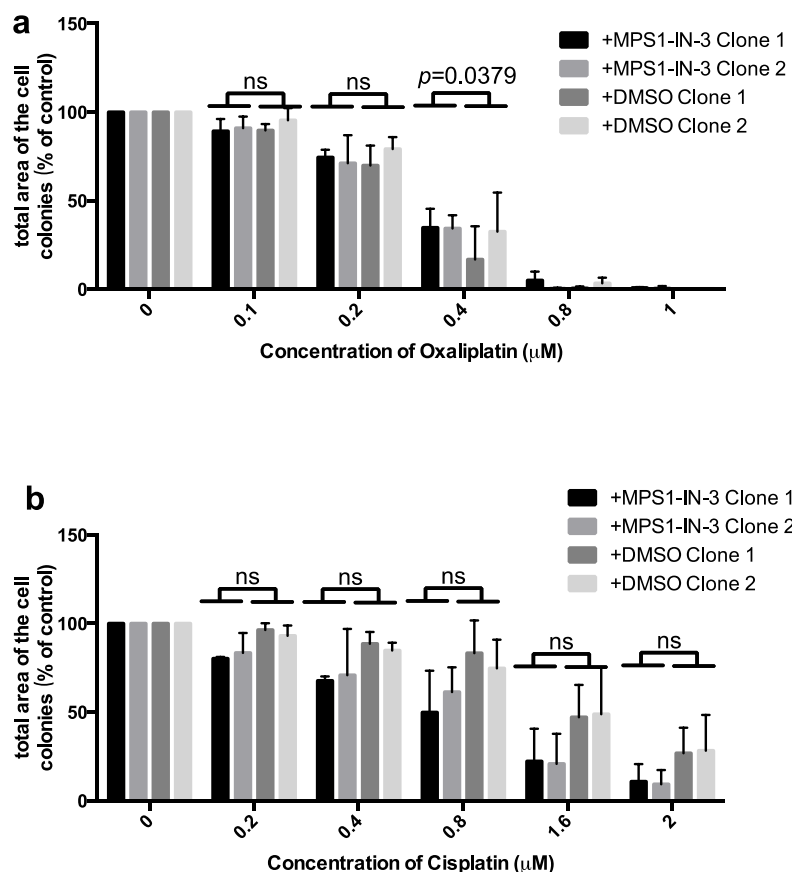 a
+MPS1-IN-3 Clone 1
+MPS1-IN-3 Clone 2
+DMSO Clone 1
+DMSO Clone 2
total area of the cell
colonies (% of control)
150
100
50
0
ns
ns
p=0.0379
0
0.1
0.2
0.4
0.8
1
Concentration of Oxaliplatin (μM)
b
+MPS1-IN-3 Clone 1
+MPS1-IN-3 Clone 2
+DMSO Clone 1
+DMSO Clone 2
total area of the cell
colonies (% of control)
150
100
50
0
ns
ns
ns
ns
ns
0
0.2
0.4
0.8
1.6
2
Concentration of Cisplatin (μM)